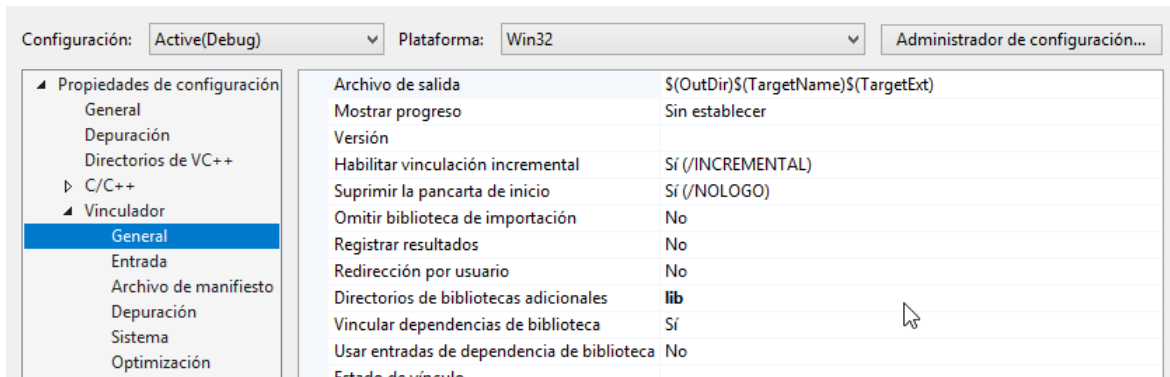 Configuración: Active(Debug) Plataforma: Win32 Administrador de configuración...
Propiedades de configuración
General
Depuración
Directorios de VC++
C/C++
Vinculador
General
Entrada
Archivo de manifiesto
Depuración
Sistema
Optimización
Archivo de salida $(OutDir)$(TargetName)$(TargetExt)
Mostrar progreso Sin establecer
Versión
Habilitar vinculación incremental Sí (/INCREMENTAL)
Suprimir la pancarta de inicio Sí (/NOLOGO)
Omitir biblioteca de importación No
Registrar resultados No
Redirección por usuario No
Directorios de bibliotecas adicionales lib
Vincular dependencias de biblioteca Sí
Usar entradas de dependencia de biblioteca No
Estado de vínculo